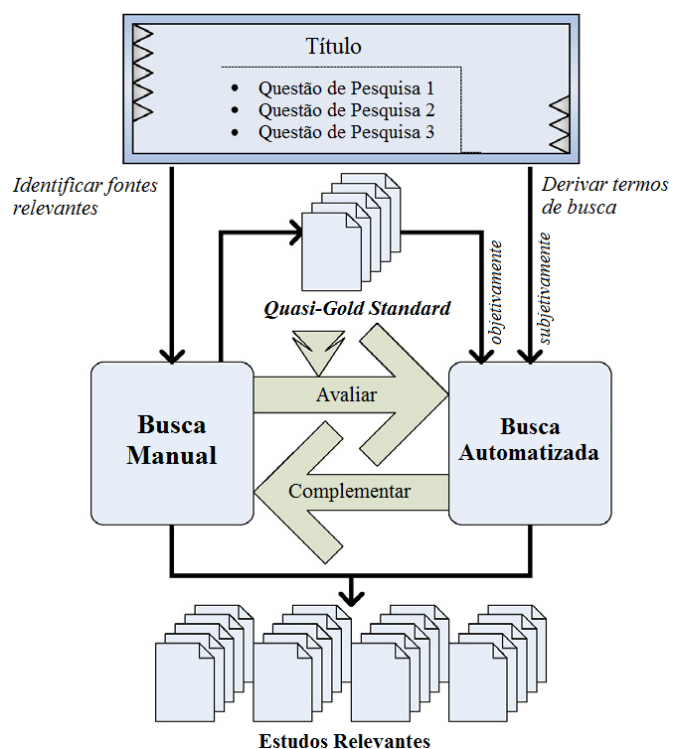 Título
• Questão de Pesquisa 1
• Questão de Pesquisa 2
• Questão de Pesquisa 3
Identificar fontes
relevantes
Derivar termos
de busca
objetivamente
subjetivamente
Quasi-Gold Standard
Avaliar
Busca
Manual
Busca
Automatizada
Complementar
Estudos Relevantes